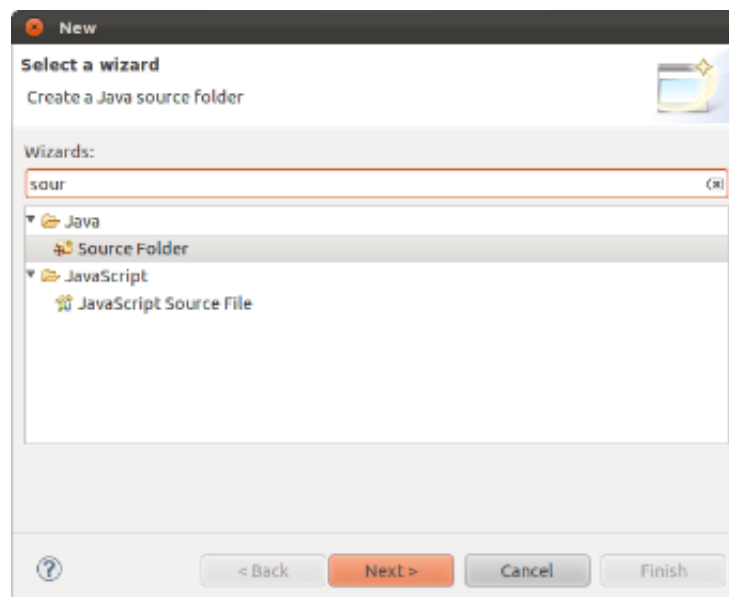 New
Select a wizard
Create a Java source folder
Wizards:
sour
Java
Source Folder
JavaScript
JavaScript Source File
? < Back Next > Cancel Finish